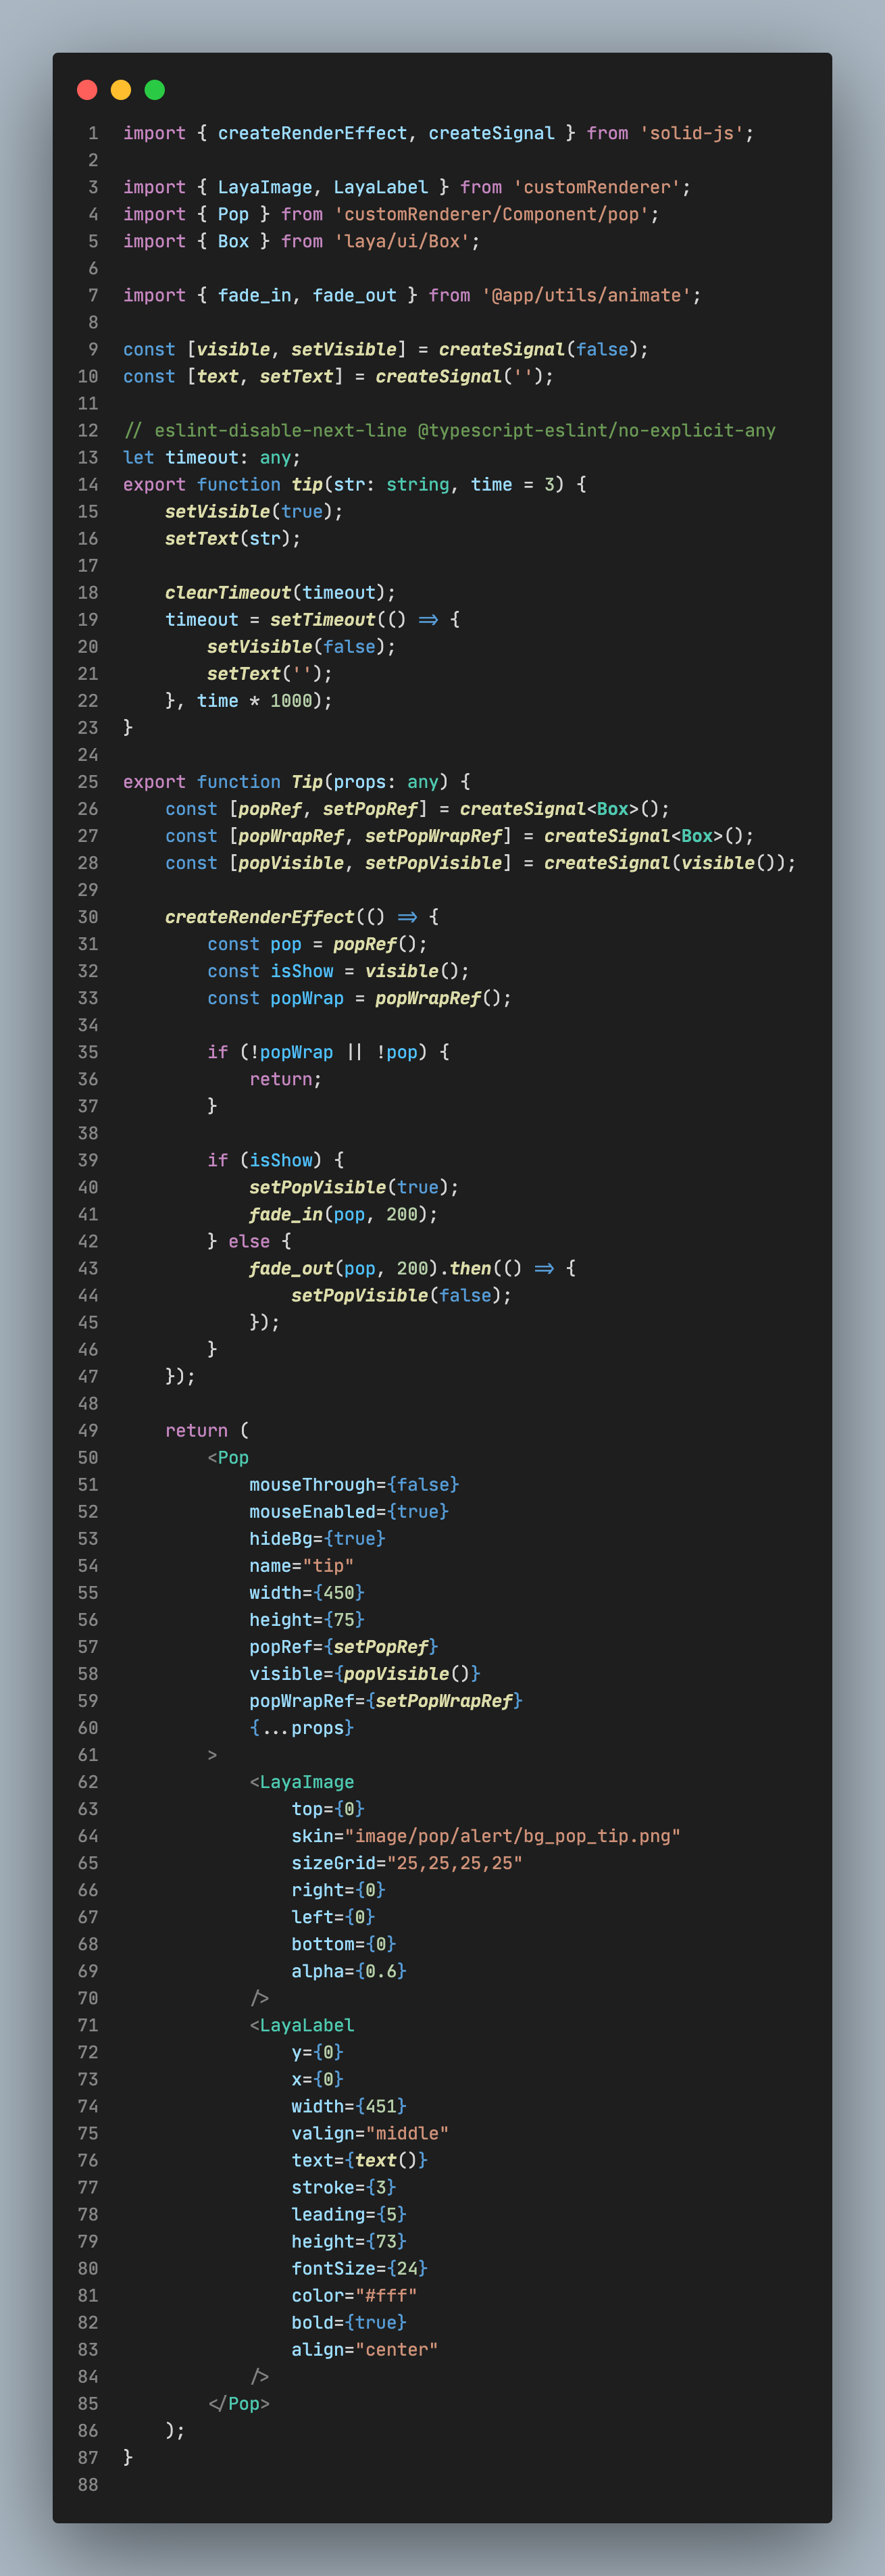 1 import { createRenderEffect, createSignal } from 'solid-js';
2
3 import { LayaImage, LayaLabel } from 'customRenderer';
4 import { Pop } from 'customRenderer/Component/pop';
5 import { Box } from 'laya/ui/Box';
6
7 import { fade_in, fade_out } from '@app/utils/animate';
8
9 const [visible, setVisible] = createSignal(false);
10 const [text, setText] = createSignal('');
11
12 // eslint-disable-next-line @typescript-eslint/no-explicit-any
13 let timeout: any;
14 export function tip(str: string, time = 3) {
15     setVisible(true);
16     setText(str);
17
18     clearTimeout(timeout);
19     timeout = setTimeout(() => {
20         setVisible(false);
21         setText('');
22     }, time * 1000);
23 }
24
25 export function Tip(props: any) {
26     const [popRef, setPopRef] = createSignal<Box>();
27     const [popWrapRef, setPopWrapRef] = createSignal<Box>();
28     const [popVisible, setPopVisible] = createSignal(visible());
29
30     createRenderEffect(() => {
31         const pop = popRef();
32         const isShow = visible();
33         const popWrap = popWrapRef();
34
35         if (!popWrap || !pop) {
36             return;
37         }
38
39         if (isShow) {
40             setPopVisible(true);
41             fade_in(pop, 200);
42         } else {
43             fade_out(pop, 200).then(() => {
44                 setPopVisible(false);
45             });
46         }
47     });
48
49     return (
50         <Pop
51             mouseThrough={false}
52             mouseEnabled={true}
53             hideBg={true}
54             name="tip"
55             width={450}
56             height={75}
57             popRef={setPopRef}
58             visible={popVisible()}
59             popWrapRef={setPopWrapRef}
60             {...props}
61         >
62             <LayaImage
63                 top={0}
64                 skin="image/pop/alert/bg_pop_tip.png"
65                 sizeGrid="25,25,25,25"
66                 right={0}
67                 left={0}
68                 bottom={0}
69                 alpha={0.6}
70             />
71             <LayaLabel
72                 y={0}
73                 x={0}
74                 width={451}
75                 valign="middle"
76                 text={text()}
77                 stroke={3}
78                 leading={5}
79                 height={73}
80                 fontSize={24}
81                 color="#fff"
82                 bold={true}
83                 align="center"
84             />
85         </Pop>
86     );
87 }
88